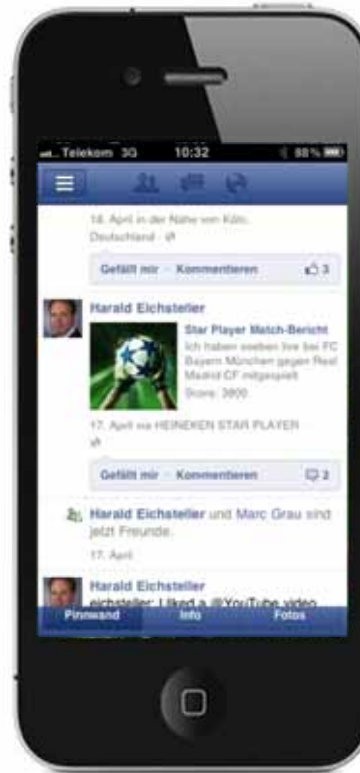 Telekom 3G 10:32 88%
18. April in der Nähe von Köln,
Deutschland
Gefällt mir · Kommentieren 3
Harald Eichsteller
Star Player Match-Bericht
Ich haben soeben live bei FC
Bayern München gegen Real
Madrid CF mitgespielt
Score: 3800
17. April via HEINEKEN STAR PLAYER
Gefällt mir · Kommentieren 2
Harald Eichsteller und Marc Grau sind
jetzt Freunde.
17. April
Harald Eichsteller
eichsteller: I liked a @YouTube video
Pinnwand Info Fotos